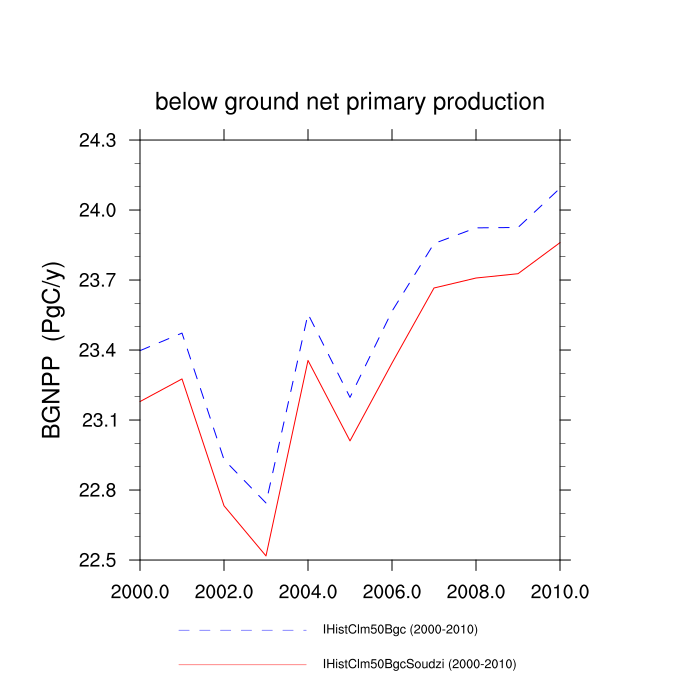 below ground net primary production
24.3
24.0
23.7
23.4
23.1
22.8
22.5
BGNPP (PgC/y)
2000.0 2002.0 2004.0 2006.0 2008.0 2010.0
IHistClm50Bgc (2000-2010)
IHistClm50BgcSoudzi (2000-2010)